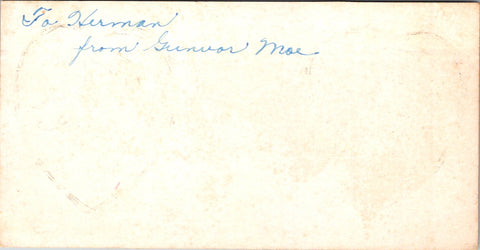 To Herman
from Gunvor Moe